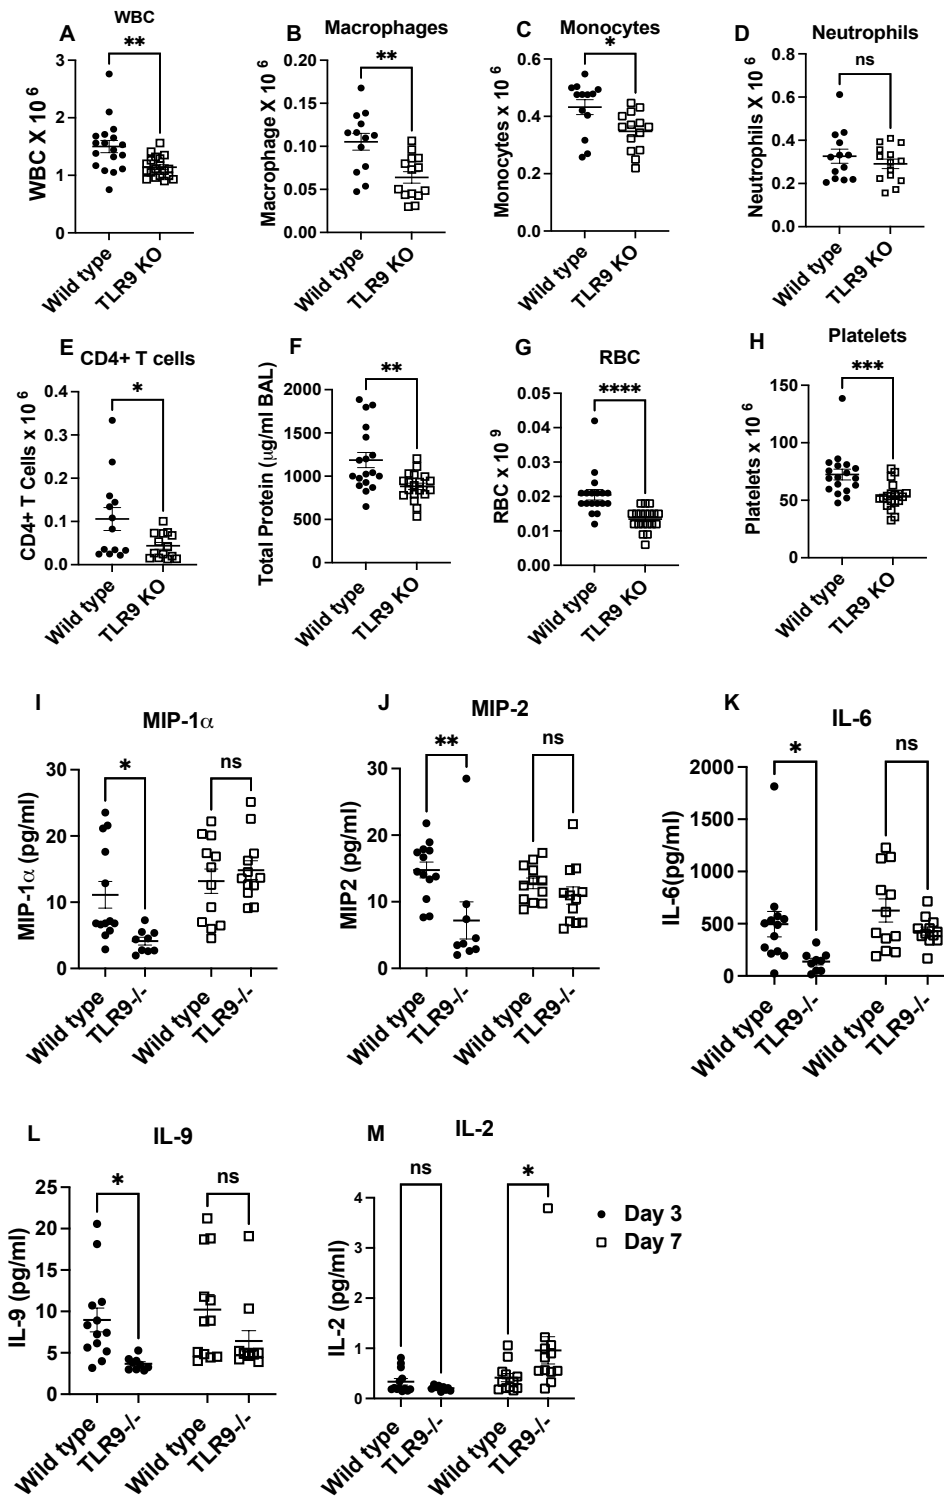 A
WBC
**
WBC X 10 6
3
2
1
0
Wild type
TLR9 KO
B
Macrophages
**
Macrophage X 10 6
0.20
0.15
0.10
0.05
0.00
Wild type
TLR9 KO
C
Monocytes
*
Monocytes x 10 6
0.6
0.4
0.2
0.0
Wild type
TLR9 KO
D
Neutrophils
ns
Neutrophils X 10 6
0.8
0.6
0.4
0.2
0.0
Wild type
TLR9 KO
E
CD4+ T cells
*
CD4+ T Cells x 10 6
0.4
0.3
0.2
0.1
0.0
Wild type
TLR9 KO
F
**
Total Protein (μg/ml BAL)
2000
1500
1000
500
0
Wild type
TLR9 KO
G
RBC
****
RBC x 10 9
0.05
0.04
0.03
0.02
0.01
0.00
Wild type
TLR9 KO
H
Platelets
***
Platelets x 10 6
150
100
50
0
Wild type
TLR9 KO
I
MIP-1α
*
ns
MIP-1α (pg/ml)
30
20
10
0
Wild type
TLR9-/-
Wild type
TLR9-/-
J
MIP-2
**
ns
MIP2 (pg/ml)
30
20
10
0
Wild type
TLR9-/-
Wild type
TLR9-/-
K
IL-6
*
ns
IL-6(pg/ml)
2000
1500
1000
500
0
Wild type
TLR9-/-
Wild type
TLR9-/-
L
IL-9
*
ns
IL-9 (pg/ml)
25
20
15
10
5
0
Wild type
TLR9-/-
Wild type
TLR9-/-
M
IL-2
ns
*
IL-2 (pg/ml)
4
3
2
1
0
Wild type
TLR9-/-
Wild type
TLR9-/-
Day 3
Day 7